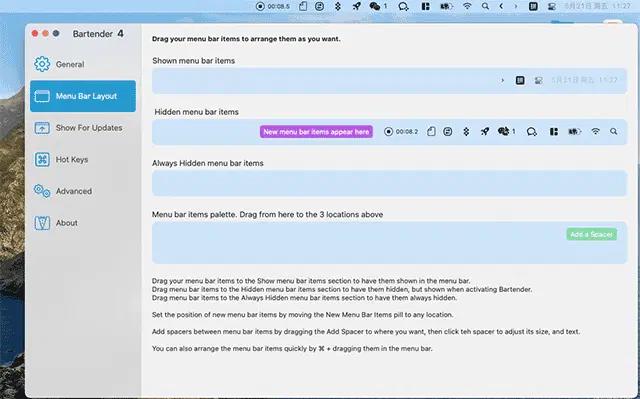 00:08.5 1 5月21日 周五 11:27
Bartender 4
Drag your menu bar items to arrange them as you want.
General
Menu Bar Layout
Show For Updates
Hot Keys
Advanced
About
Shown menu bar items
5月21日 周五 11:27
Hidden menu bar items
New menu bar items appear here 00:08.2 1
Always Hidden menu bar items
Menu bar items palette. Drag from here to the 3 locations above
Add a Spacer
Drag your menu bar items to the Show menu bar items section to have them shown in the menu bar.
Drag menu bar items to the Hidden menu bar items section to have them hidden, but shown when activating Bartender.
Drag menu bar items to the Always Hidden menu bar items section to have them always hidden.
Set the position of new menu bar items by moving the New Menu Bar Items pill to any location.
Add spacers between menu bar items by dragging the Add Spacer to where you want, then click teh spacer to adjust its size, and text.
You can also arrange the menu bar items quickly by ⌘ + dragging them in the menu bar.